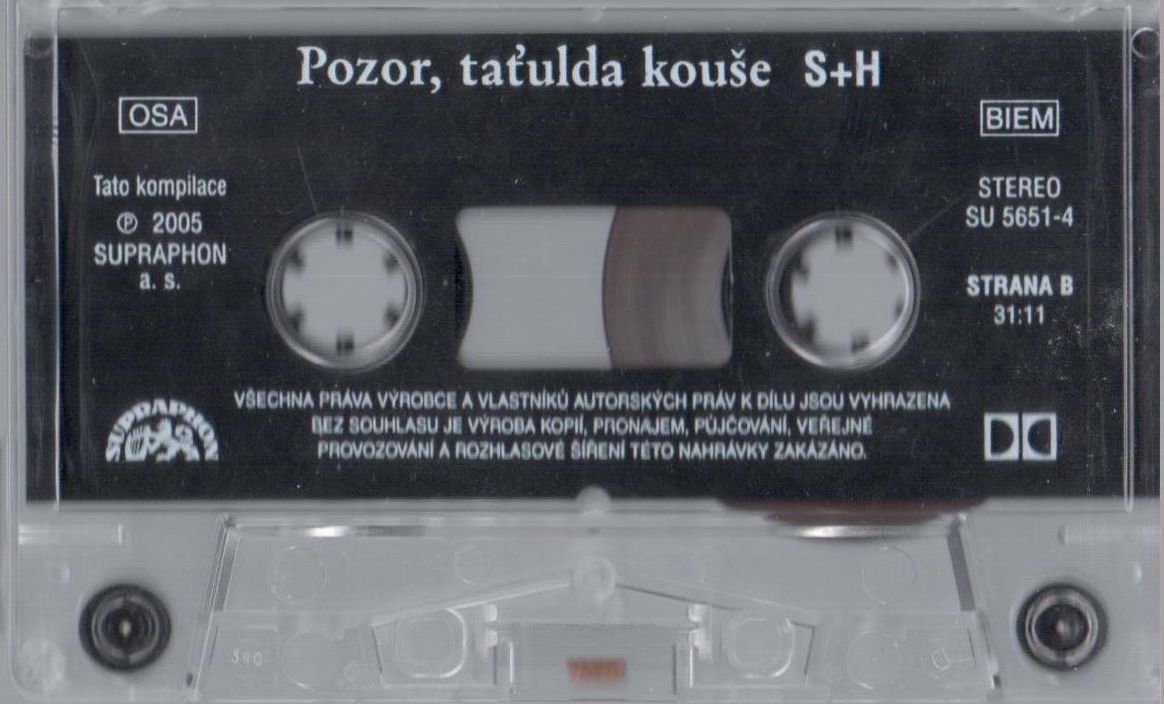 Pozor, taťulda kouše S+H
OSA
BIEM
Tato kompilace
℗ 2005
SUPRAPHON
a. s.
STEREO
SU 5651-4
STRANA B
31:11
VŠECHNA PRÁVA VÝROBCE A VLASTNÍKŮ AUTORSKÝCH PRÁV K DÍLU JSOU VYHRAZENA
BEZ SOUHLASU JE VÝROBA KOPIÍ, PRONAJEM, PŮJČOVÁNÍ, VEŘEJNÉ
PROVOZOVÁNÍ A ROZHLASOVÉ ŠÍŘENÍ TÉTO NAHRÁVKY ZAKÁZÁNO.
SUPRAPHON